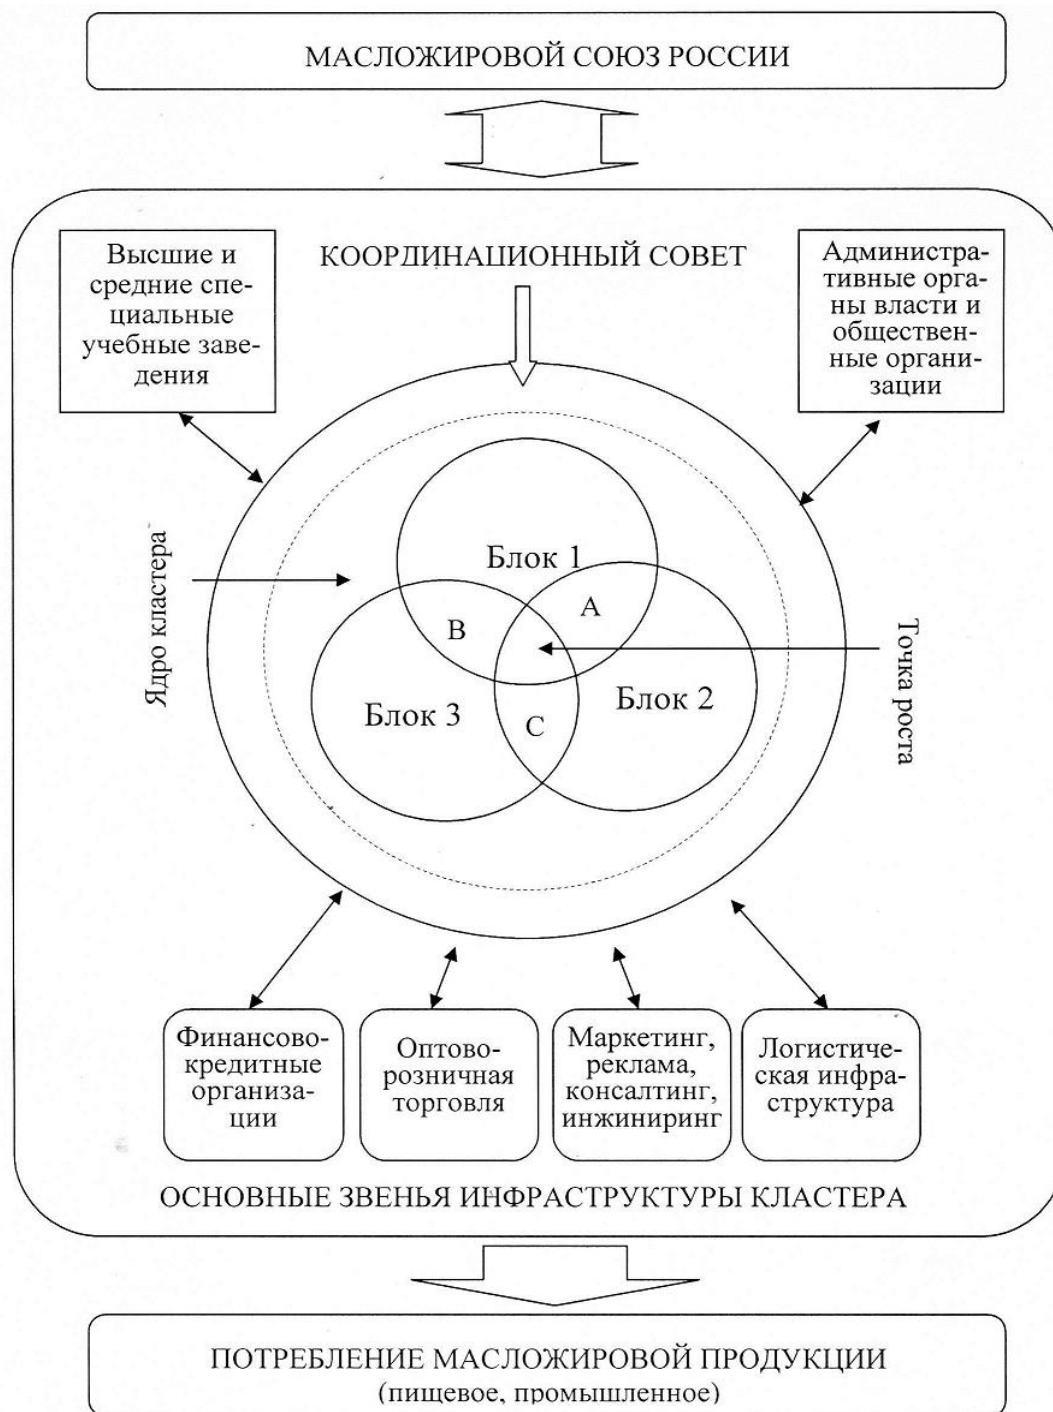 МАСЛОЖИРОВОЙ СОЮЗ РОССИИ
Высшие и
средние спе-
циальные
учебные заве-
дения
КООРДИНАЦИОННЫЙ СОВЕТ
Администра-
тивные орга-
ны власти и
обществен-
ные органи-
зации
Ядро кластера
Блок 1
A
B
Точка роста
Блок 3
Блок 2
C
Финансово-
кредитные
организа-
ции
Оптово-
розничная
торговля
Маркетинг,
реклама,
консалтинг,
инжиниринг
Логистиче-
ская инфра-
структура
ОСНОВНЫЕ ЗВЕНЬЯ ИНФРАСТРУКТУРЫ КЛАСТЕРА
ПОТРЕБЛЕНИЕ МАСЛОЖИРОВОЙ ПРОДУКЦИИ
(пищевое, промышленное)